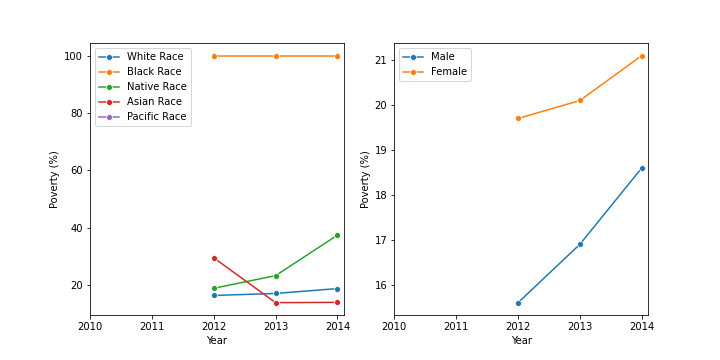 100
80
60
40
20
Poverty (%)
White Race
Black Race
Native Race
Asian Race
Pacific Race
2010 2011 2012 2013 2014
Year
21
20
19
18
17
16
Poverty (%)
Male
Female
2010 2011 2012 2013 2014
Year